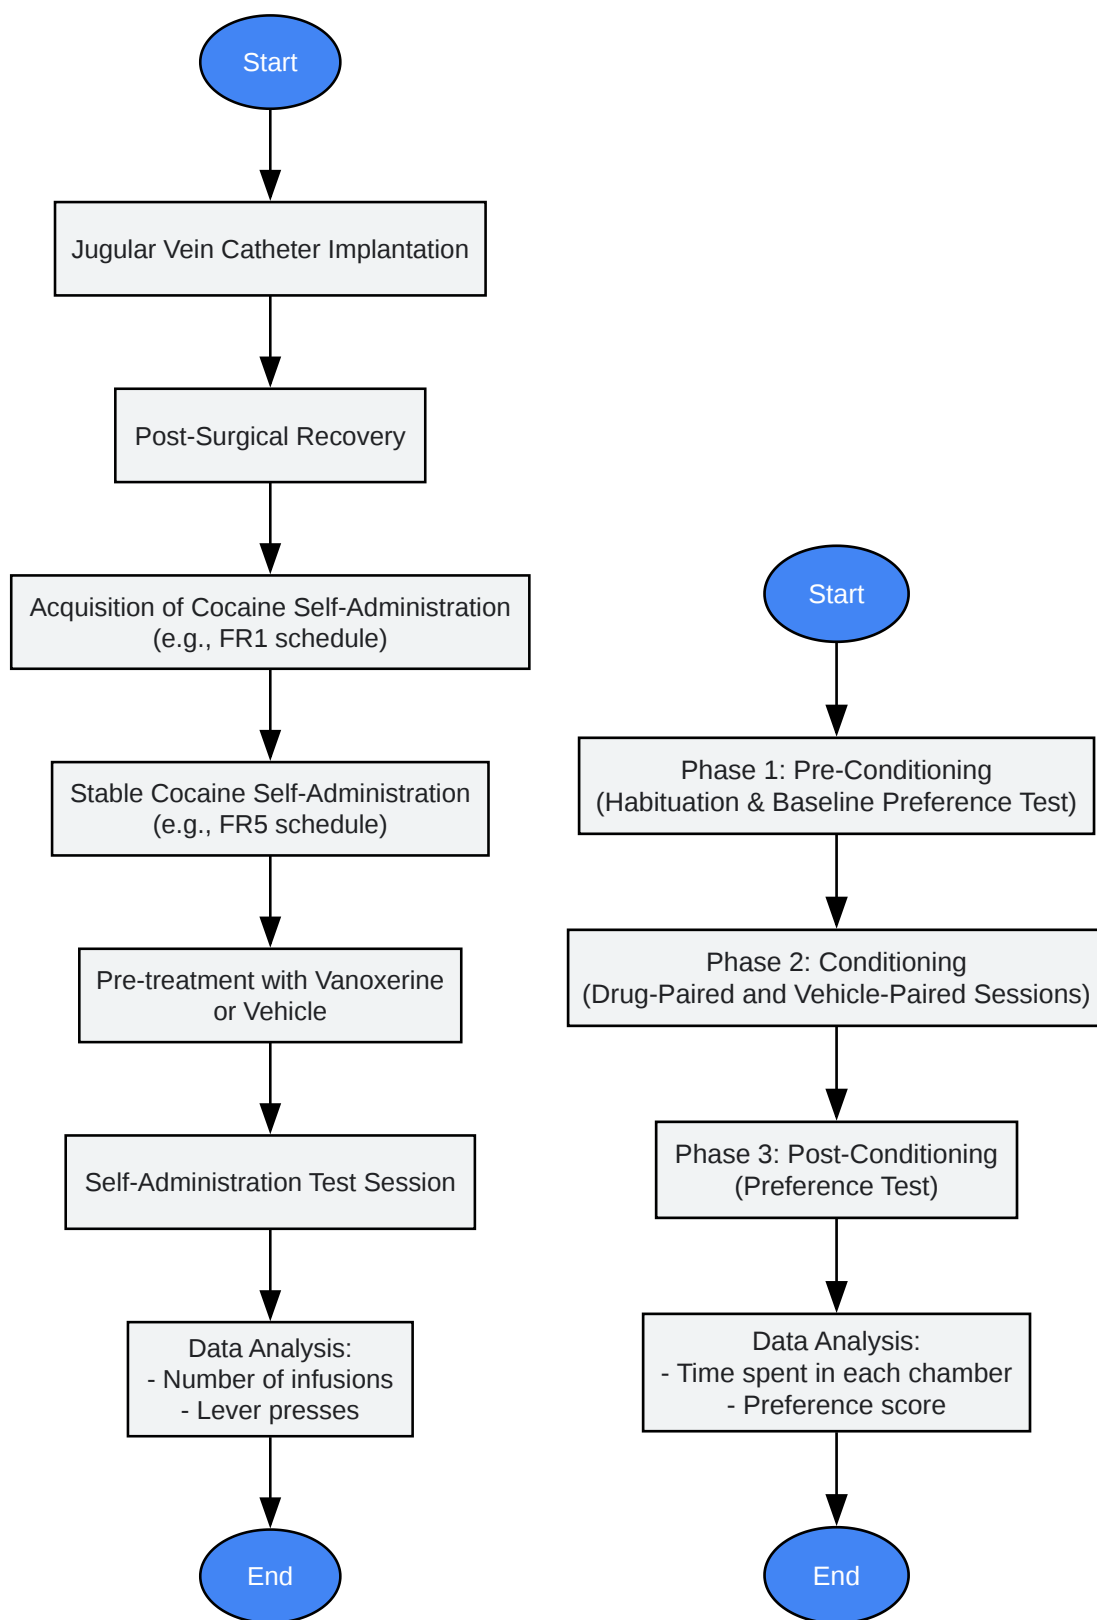 Start
Jugular Vein Catheter Implantation
Post-Surgical Recovery
Acquisition of Cocaine Self-Administration
(e.g., FR1 schedule)
Stable Cocaine Self-Administration
(e.g., FR5 schedule)
Pre-treatment with Vanoxerine
or Vehicle
Self-Administration Test Session
Data Analysis:
- Number of infusions
- Lever presses
End
Start
Phase 1: Pre-Conditioning
(Habituation & Baseline Preference Test)
Phase 2: Conditioning
(Drug-Paired and Vehicle-Paired Sessions)
Phase 3: Post-Conditioning
(Preference Test)
Data Analysis:
- Time spent in each chamber
- Preference score
End